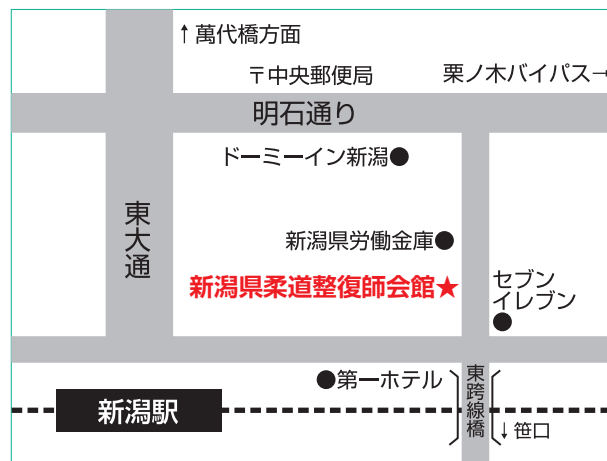 ↑萬代橋方面
〒中央郵便局
栗ノ木バイパス→
明石通り
ドーミーイン新潟●
東大通
新潟県労働金庫●
新潟県柔道整復師会館★
セブン
イレブン
●
●第一ホテル
東跨線橋
新潟駅
↓笹口